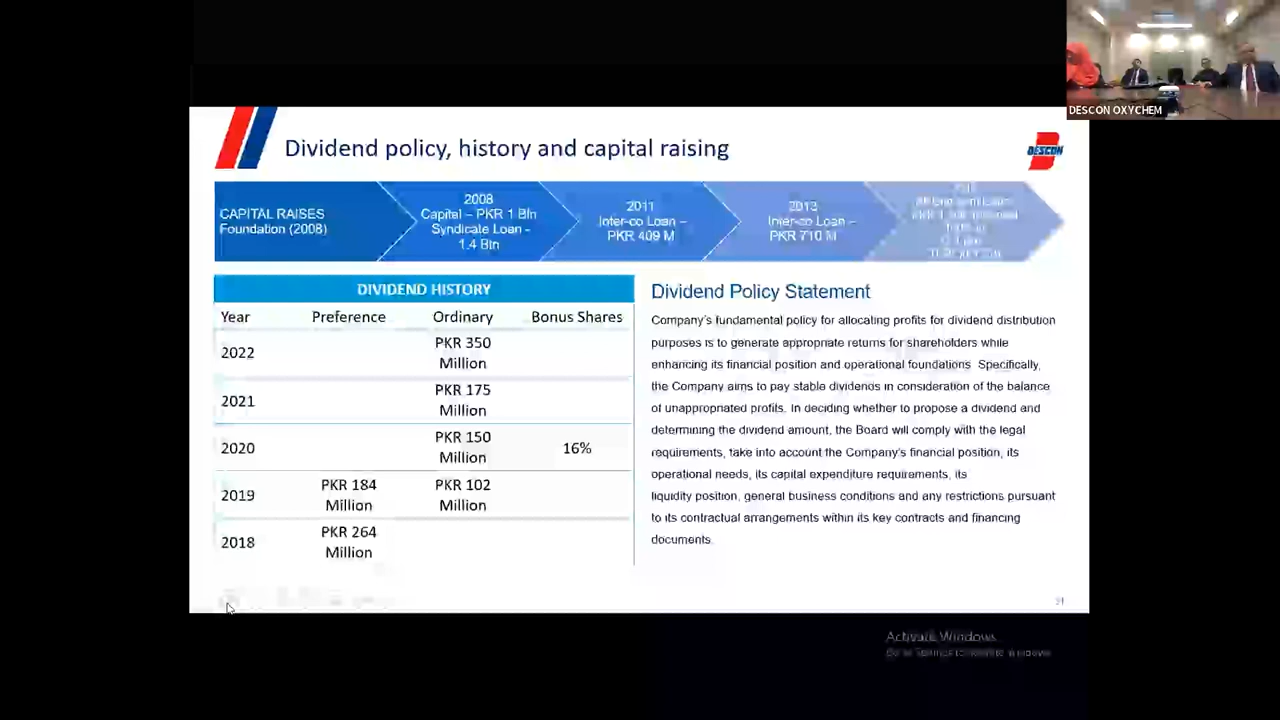 DESCON OXYCHEM
Dividend policy, history and capital raising
DESCON
CAPITAL RAISES
Foundation (2008)
2008
Capital – PKR 1 Bln
Syndicate Loan -
1.4 Bln
2011
Inter-co Loan –
PKR 409 M
2013
Inter-co Loan –
PKR 710 M
DIVIDEND HISTORY
Year Preference Ordinary Bonus Shares
2022 PKR 350 Million
2021 PKR 175 Million
2020 PKR 150 Million 16%
2019 PKR 184 Million PKR 102 Million
2018 PKR 264 Million
Dividend Policy Statement
Company's fundamental policy for allocating profits for dividend distribution
purposes is to generate appropriate returns for shareholders while
enhancing its financial position and operational foundations. Specifically,
the Company aims to pay stable dividends in consideration of the balance
of unappropriated profits. In deciding whether to propose a dividend and
determining the dividend amount, the Board will comply with the legal
requirements, take into account the Company's financial position, its
operational needs, its capital expenditure requirements, its
liquidity position, general business conditions and any restrictions pursuant
to its contractual arrangements within its key contracts and financing
documents.
Activate Windows
Go to Settings to activate Windows.